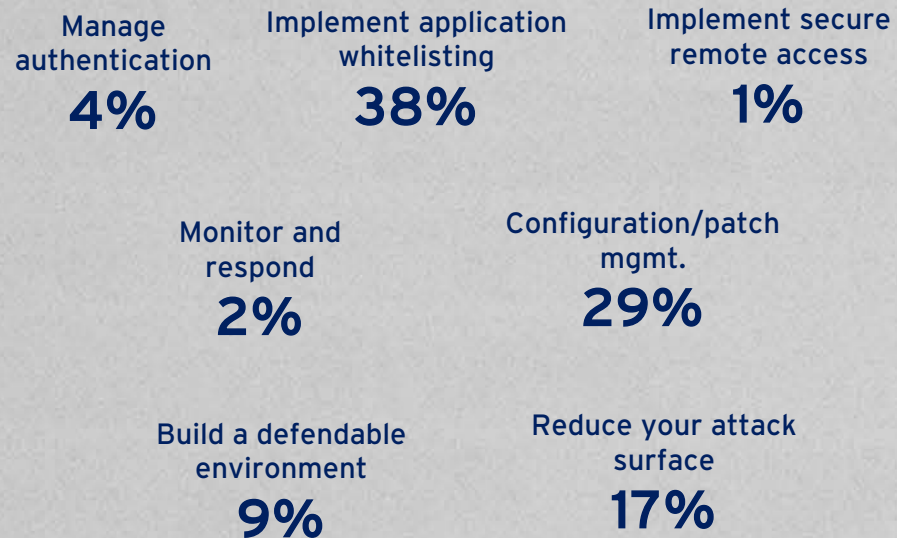 Manage
authentication
4%
Implement application
whitelisting
38%
Implement secure
remote access
1%
Monitor and
respond
2%
Configuration/patch
mgmt.
29%
Build a defendable
environment
9%
Reduce your attack
surface
17%